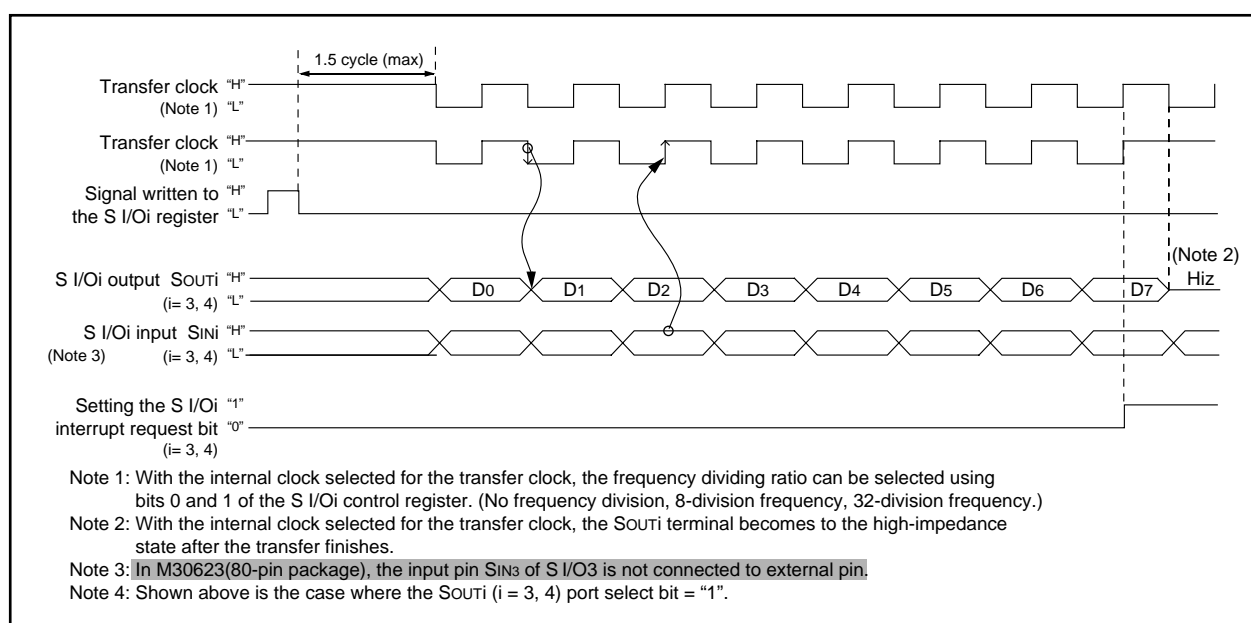 1.5 cycle (max)
Transfer clock "H"
(Note 1) "L"
Transfer clock "H"
(Note 1) "L"
Signal written to "H"
the S I/Oi register "L"
S I/Oi output SOUTi "H"
(i= 3, 4) "L"
D0 D1 D2 D3 D4 D5 D6 D7
(Note 2)
Hiz
S I/Oi input SINi "H"
(Note 3) (i= 3, 4) "L"
Setting the S I/Oi "1"
interrupt request bit "0"
(i= 3, 4)
Note 1: With the internal clock selected for the transfer clock, the frequency dividing ratio can be selected using
bits 0 and 1 of the S I/Oi control register. (No frequency division, 8-division frequency, 32-division frequency.)
Note 2: With the internal clock selected for the transfer clock, the SOUTi terminal becomes to the high-impedance
state after the transfer finishes.
Note 3: In M30623(80-pin package), the input pin SIN3 of S I/O3 is not connected to external pin.
Note 4: Shown above is the case where the SOUTi (i = 3, 4) port select bit = "1".